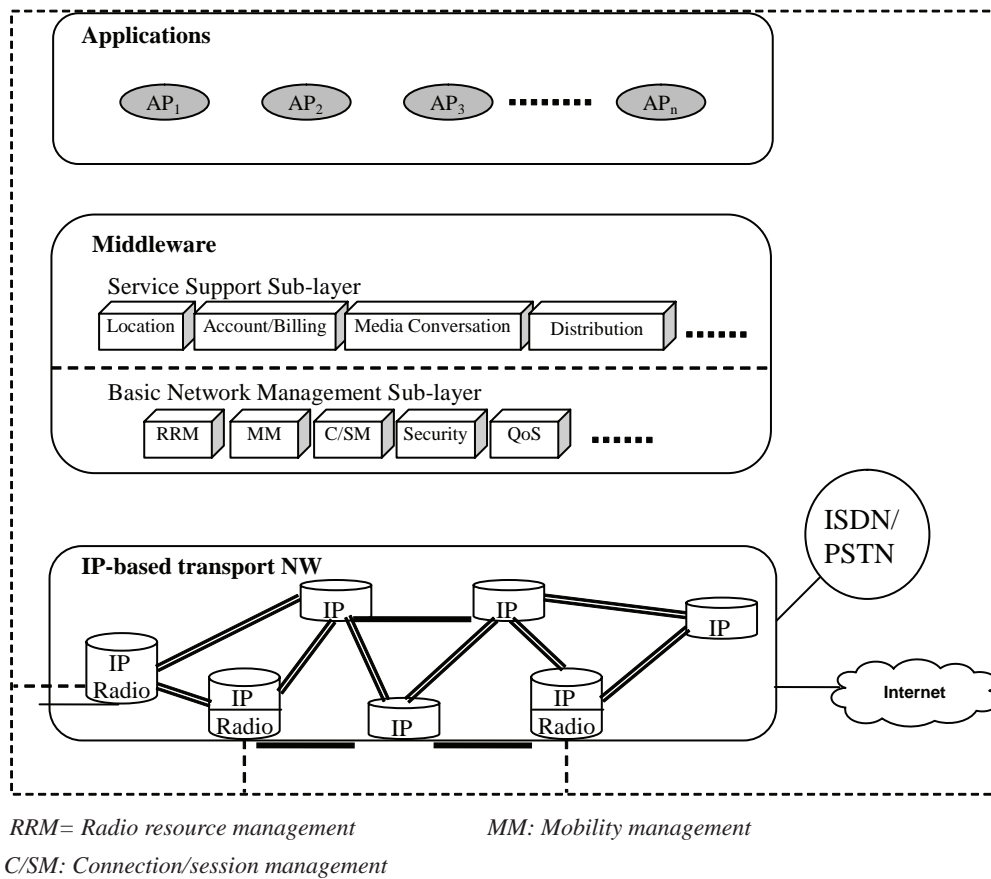 Applications
AP1 AP2 AP3 APn
Middleware
Service Support Sub-layer
Location Account/Billing Media Conversation Distribution
Basic Network Management Sub-layer
RRM MM C/SM Security QoS
ISDN/
PSTN
IP-based transport NW
IP IP
IP
IP
Radio
IP
Radio
IP
IP
Radio
Internet
RRM= Radio resource management MM: Mobility management
C/SM: Connection/session management